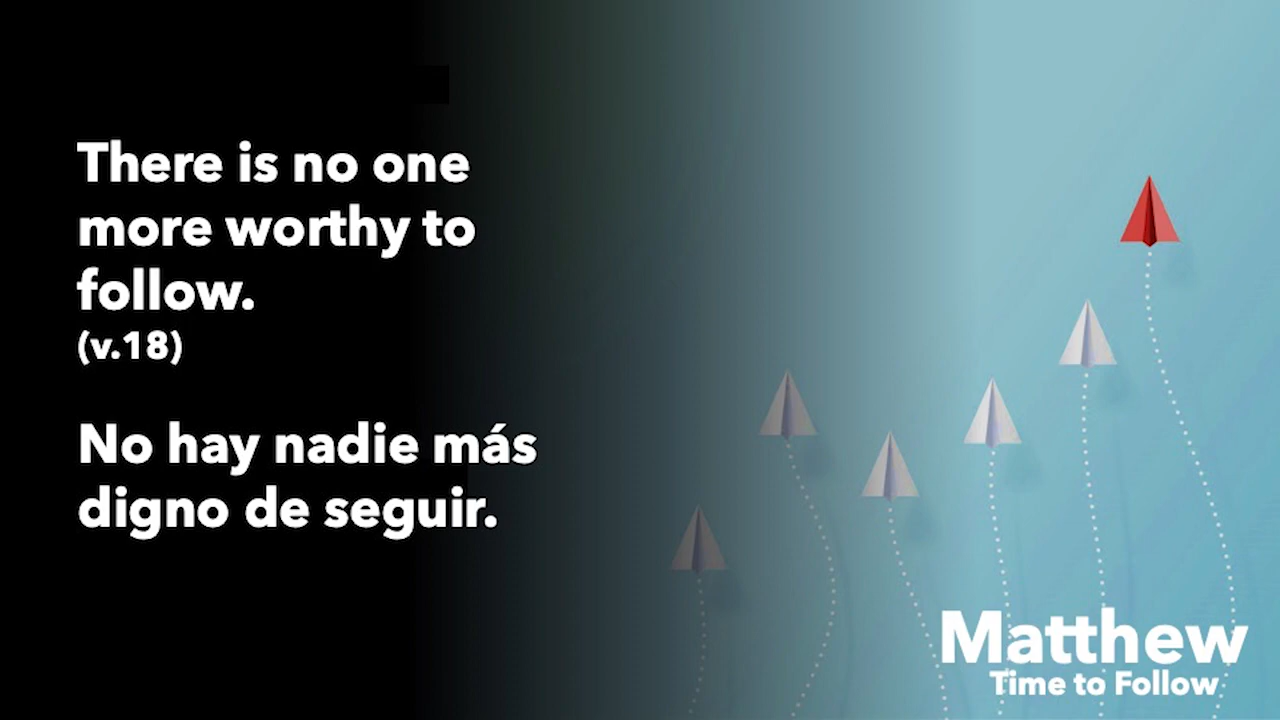 There is no one
more worthy to
follow.
(v.18)
No hay nadie más
digno de seguir.
Matthew
Time to Follow